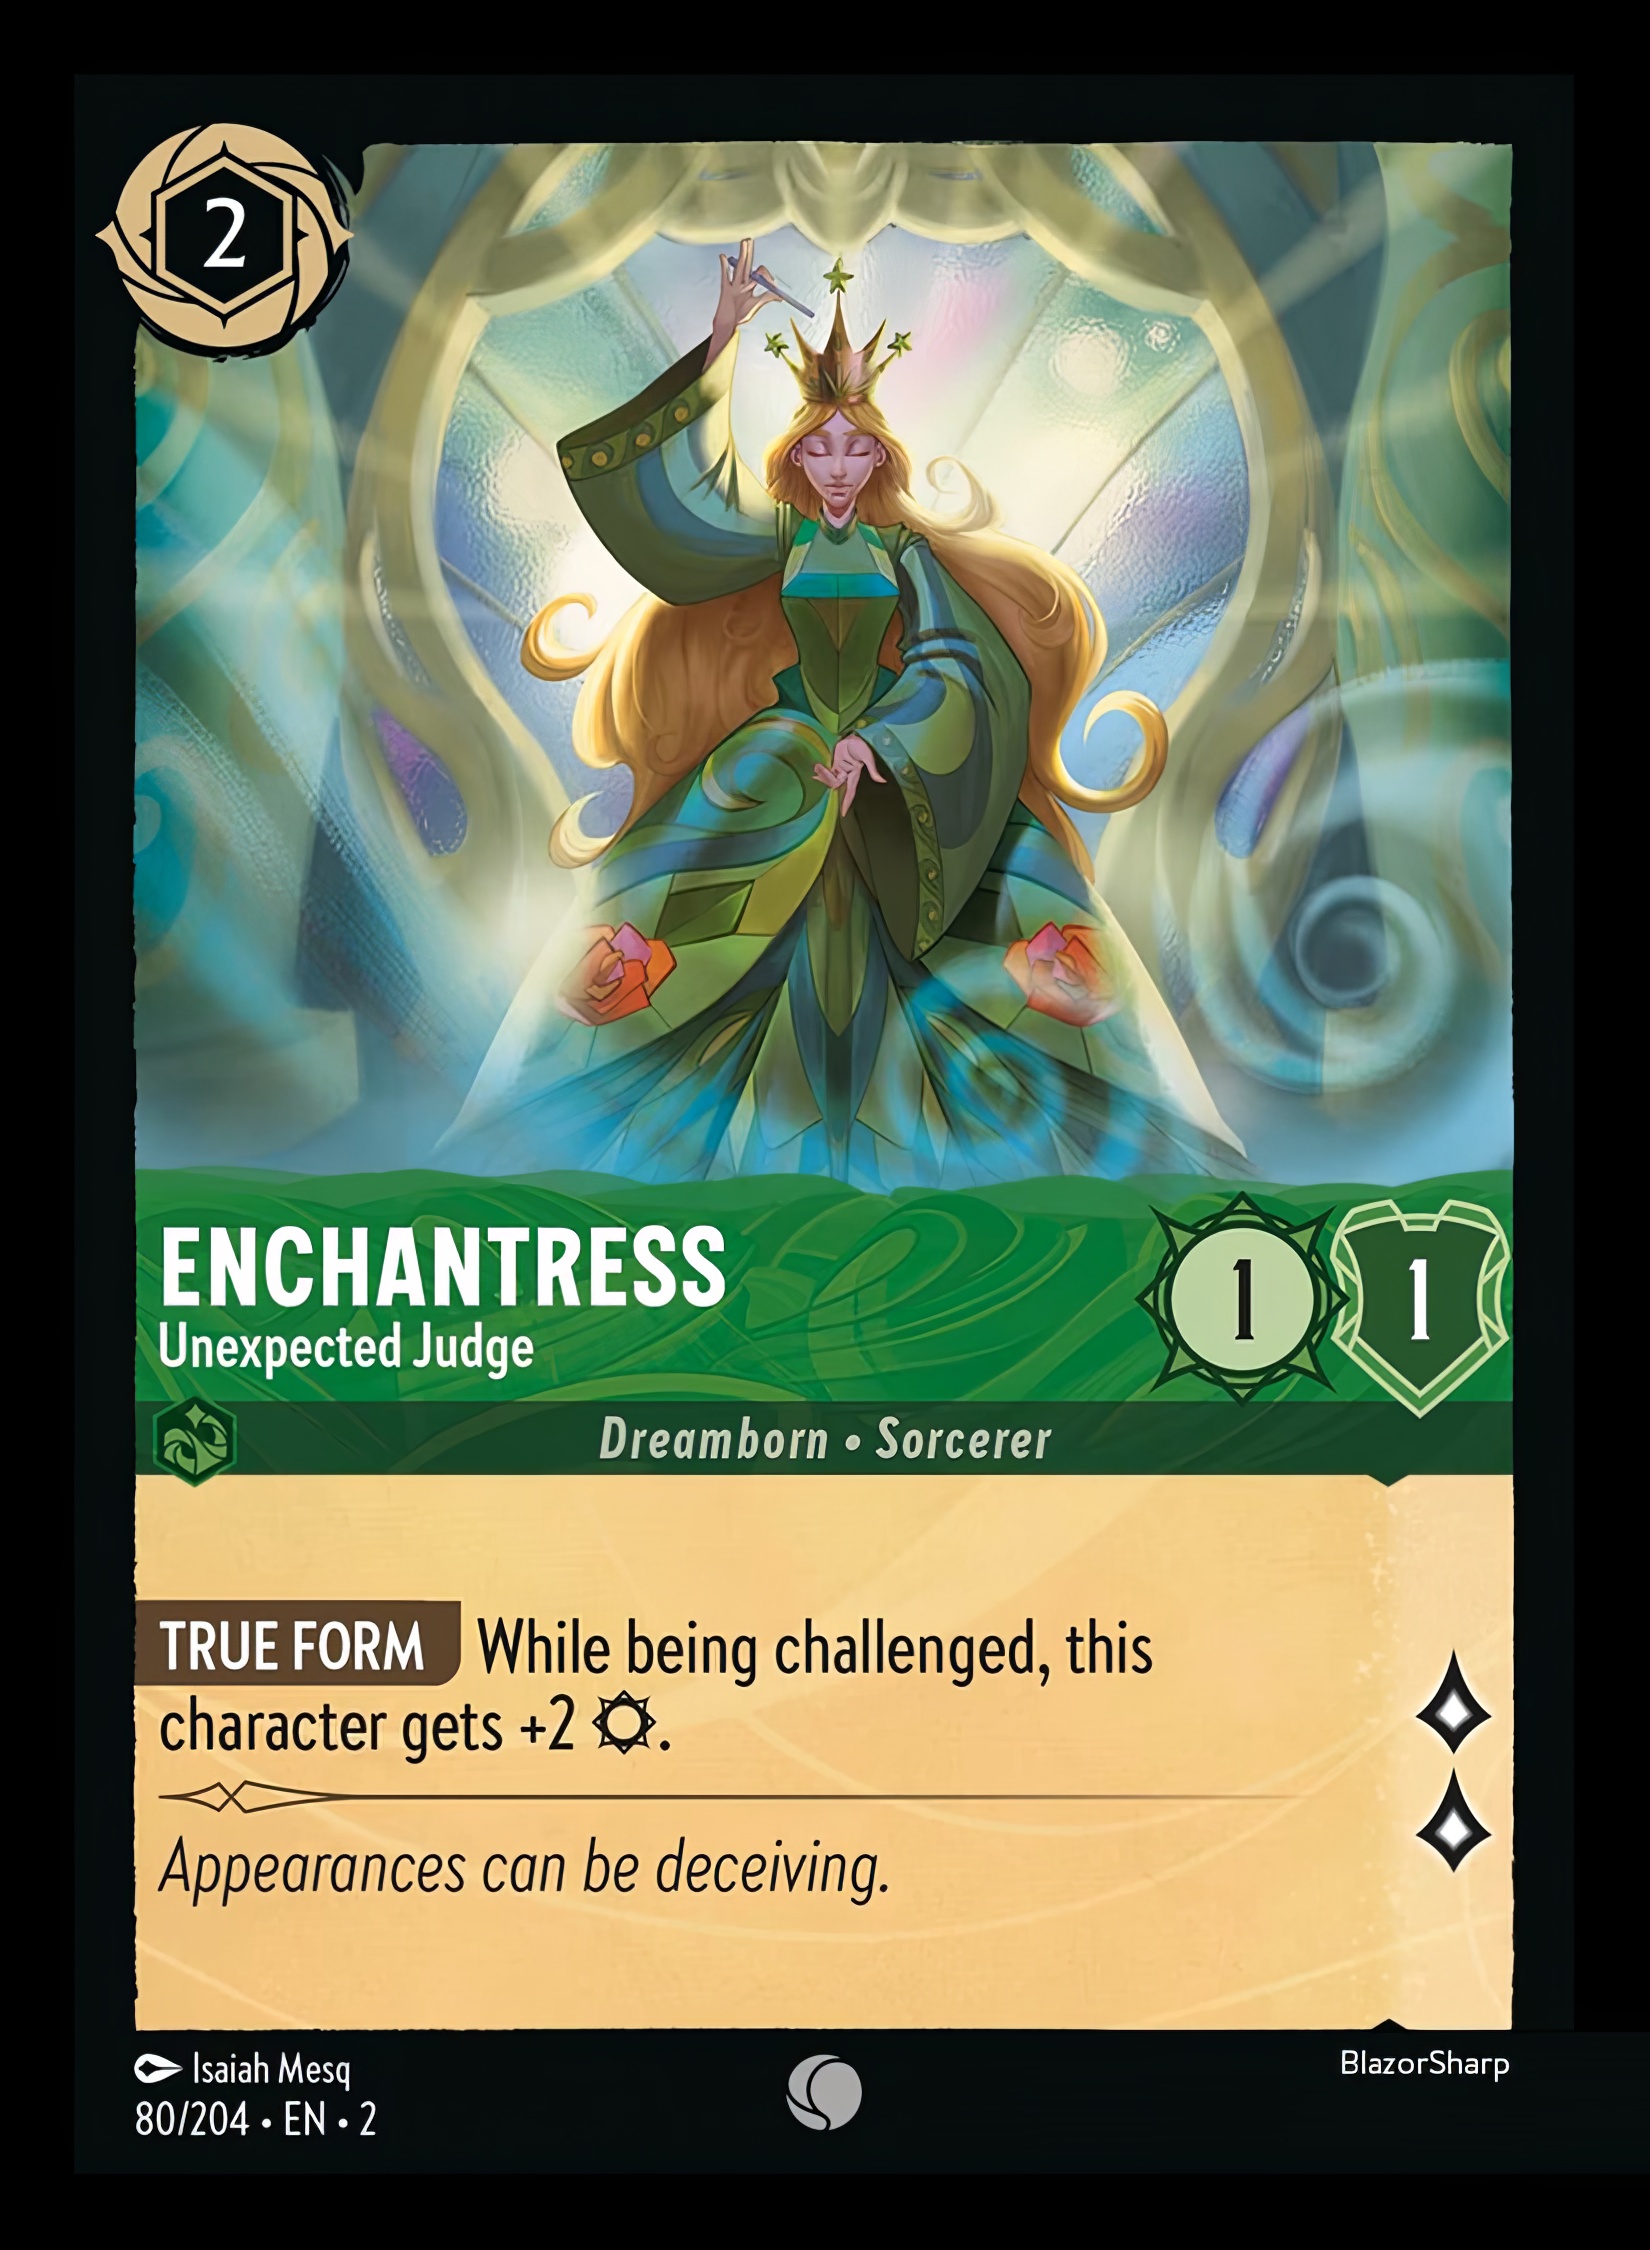 2
ENCHANTRESS
Unexpected Judge
1
1
Dreamborn • Sorcerer
TRUE FORM While being challenged, this
character gets +2 .
Appearances can be deceiving.
Isaiah Mesq
80/204 • EN • 2
BlazorSharp